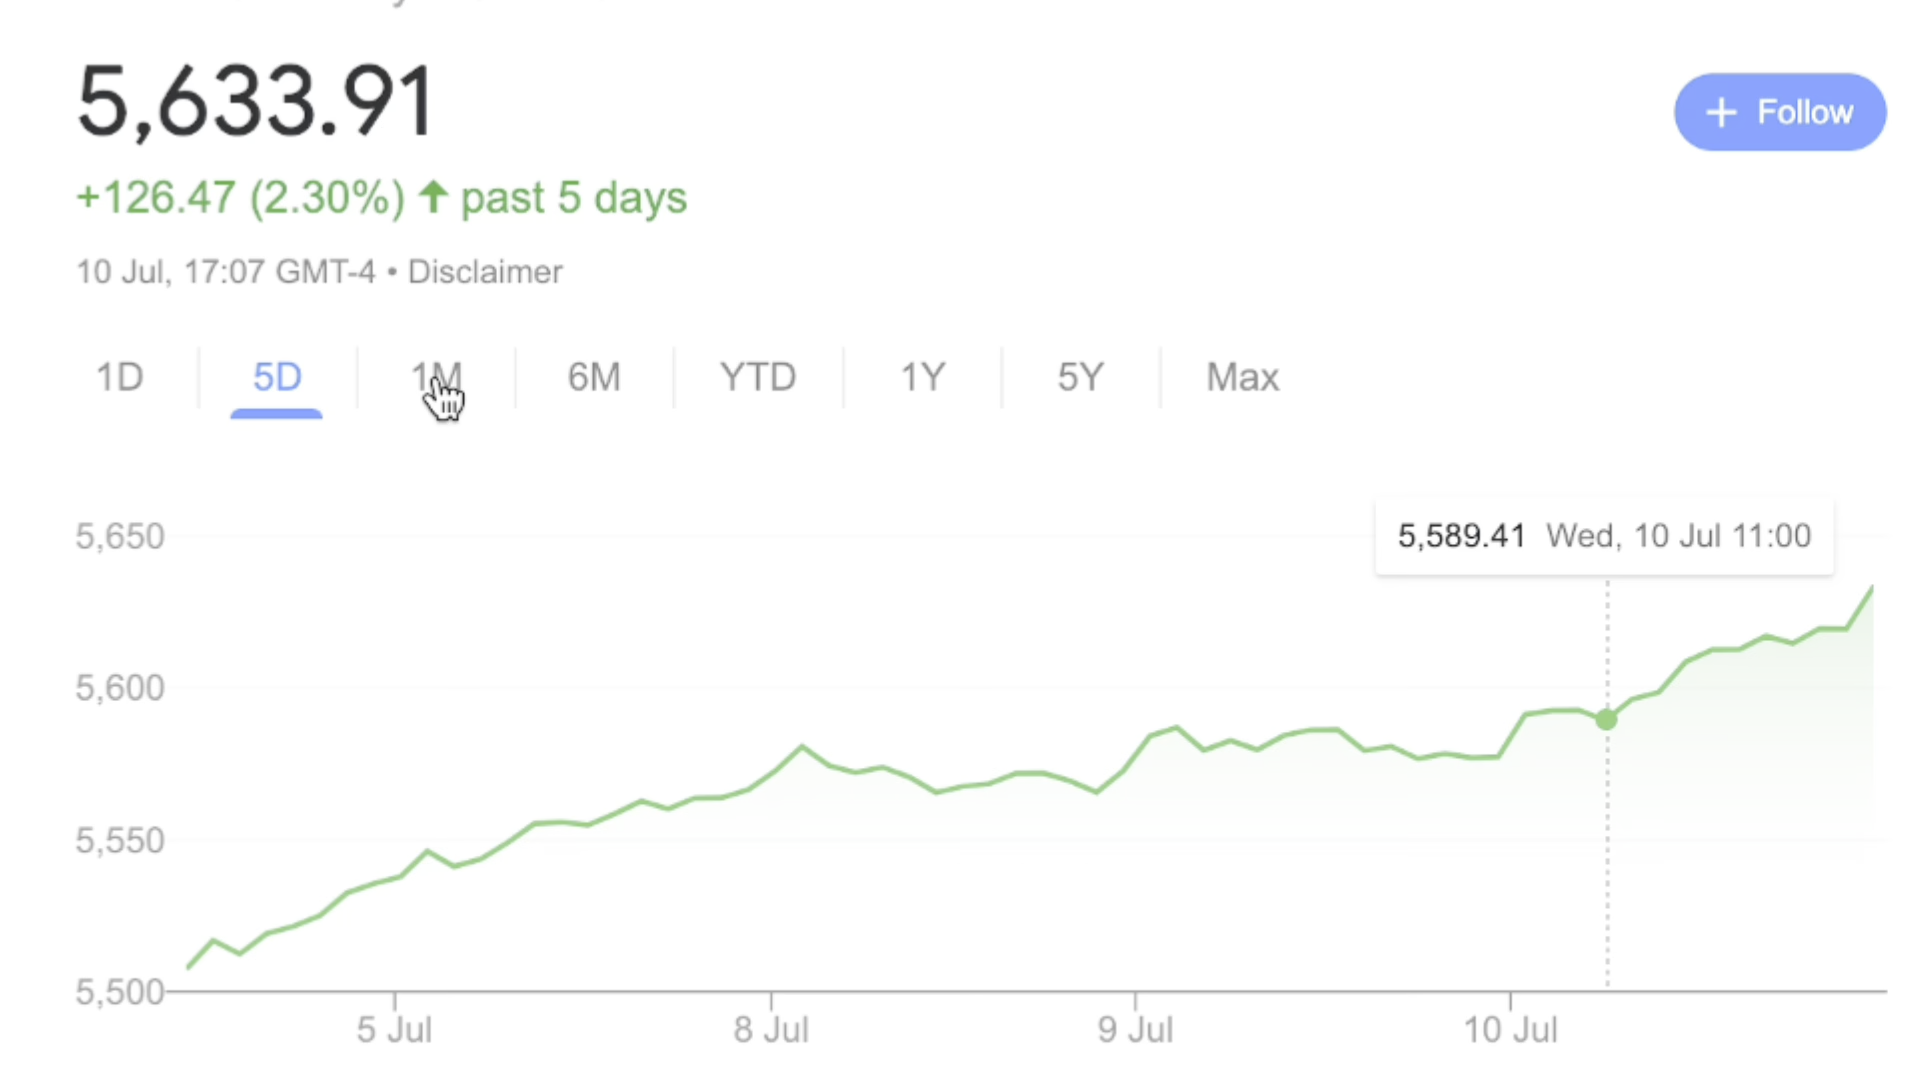 5,633.91
+ Follow
+126.47 (2.30%) ↑ past 5 days
10 Jul, 17:07 GMT-4 • Disclaimer
1D 5D 1M 6M YTD 1Y 5Y Max
5,650
5,589.41 Wed, 10 Jul 11:00
5,600
5,550
5,500
5 Jul 8 Jul 9 Jul 10 Jul